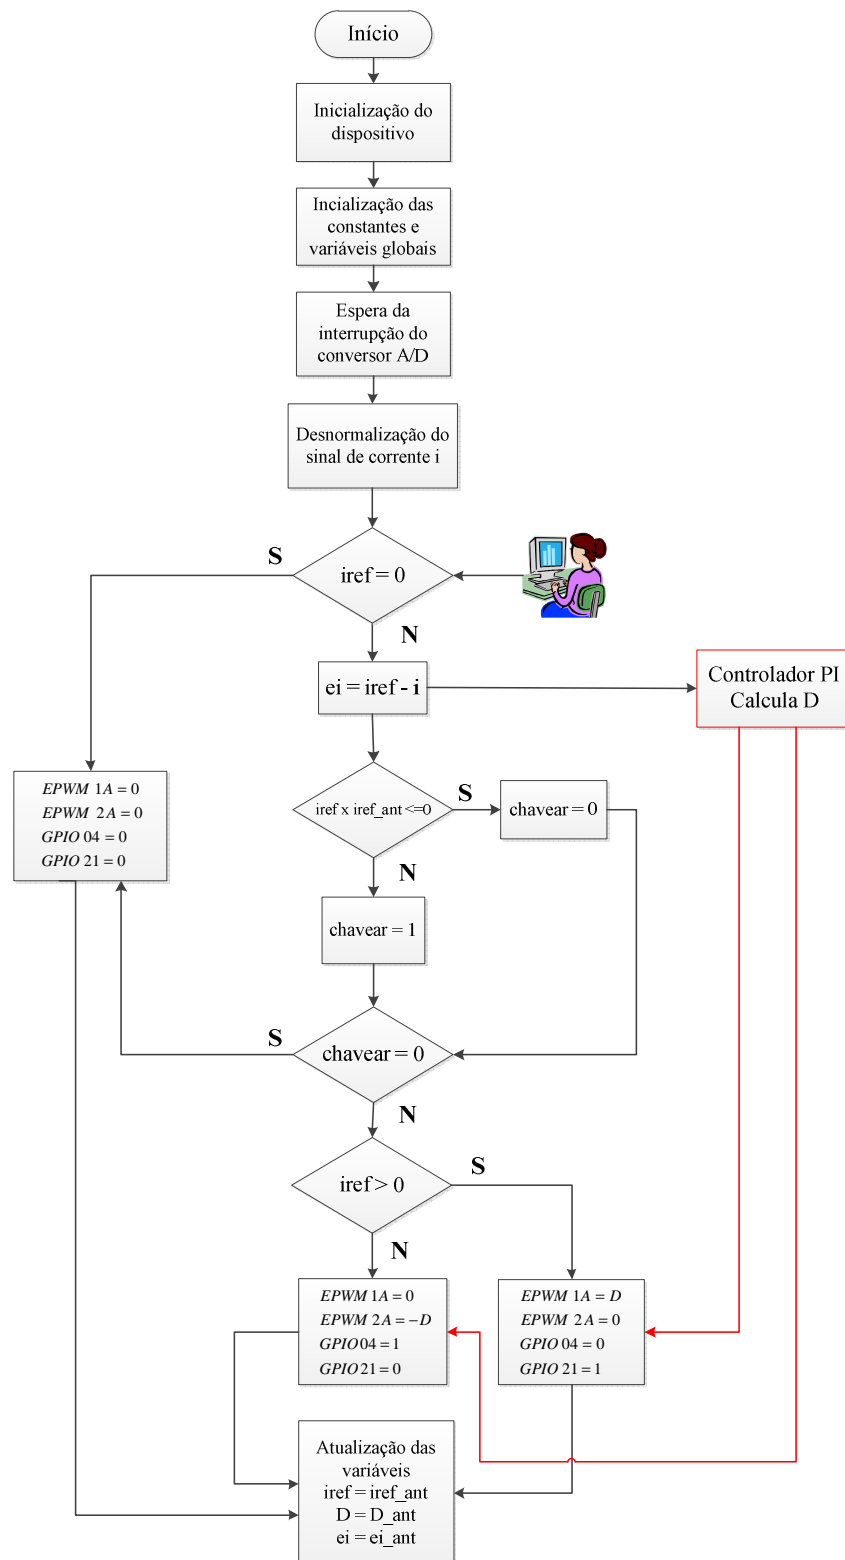 Início
Inicialização do
dispositivo
Incialização das
constantes e
variáveis globais
Espera da
interrupção do
conversor A/D
Desnormalização do
sinal de corrente i
S
iref = 0
N
ei = iref - i
Controlador PI
Calcula D
EPWM 1A = 0
EPWM 2A = 0
GPIO 04 = 0
GPIO 21 = 0
iref x iref_ant <=0
S
chavear = 0
N
chavear = 1
S
chavear = 0
N
iref > 0
S
N
EPWM 1A = 0
EPWM 2A = −D
GPIO 04 = 1
GPIO 21 = 0
EPWM 1A = D
EPWM 2A = 0
GPIO 04 = 0
GPIO 21 = 1
Atualização das
variáveis
iref = iref_ant
D = D_ant
ei = ei_ant